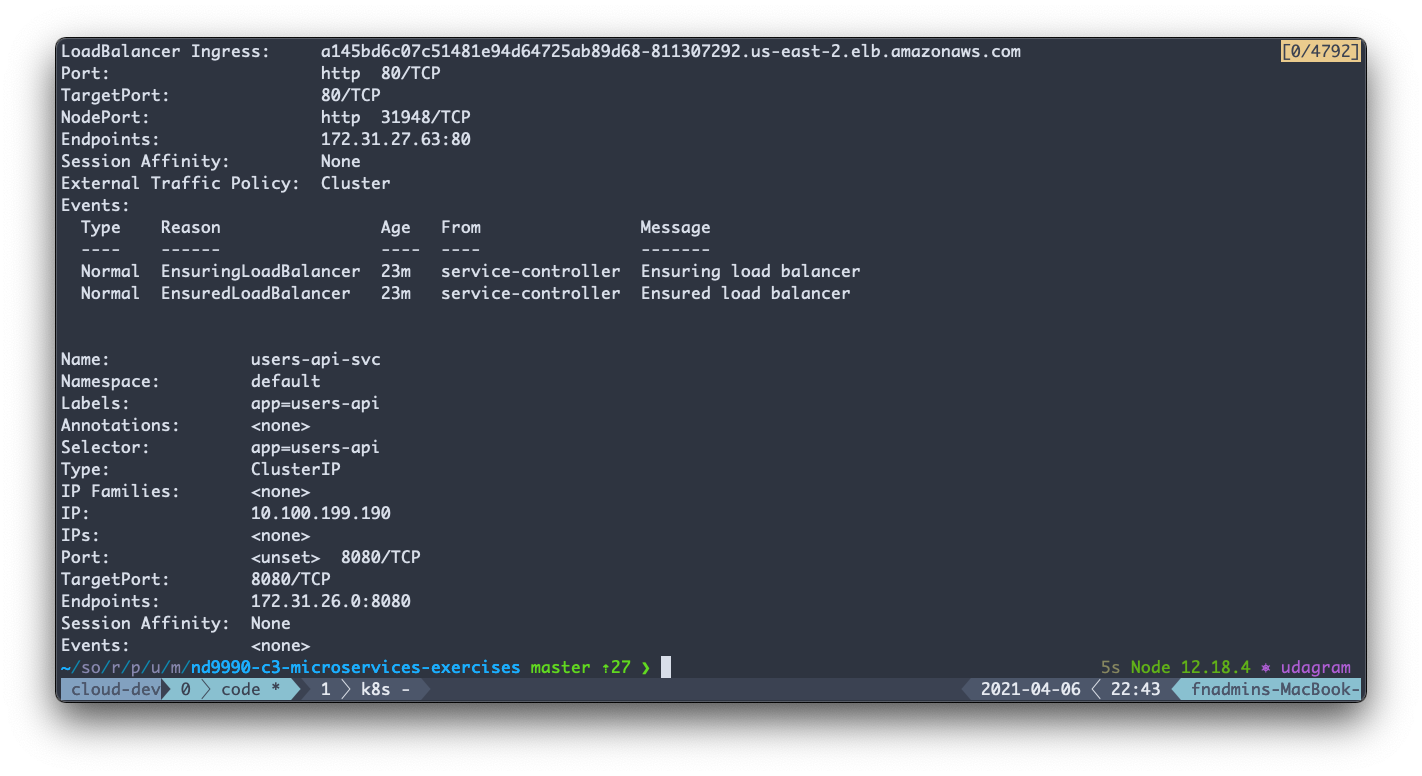 LoadBalancer Ingress:     a145bd6c07c51481e94d64725ab89d68-811307292.us-east-2.elb.amazonaws.com [0/4792]
Port:                     http  80/TCP
TargetPort:               80/TCP
NodePort:                 http  31948/TCP
Endpoints:                172.31.27.63:80
Session Affinity:         None
External Traffic Policy:  Cluster
Events:
  Type    Reason                Age   From                Message
  ----    ------                ----  ----                -------
  Normal  EnsuringLoadBalancer  23m   service-controller  Ensuring load balancer
  Normal  EnsuredLoadBalancer   23m   service-controller  Ensured load balancer
Name:              users-api-svc
Namespace:         default
Labels:            app=users-api
Annotations:       <none>
Selector:          app=users-api
Type:              ClusterIP
IP Families:       <none>
IP:                10.100.199.190
IPs:               <none>
Port:              <unset>  8080/TCP
TargetPort:        8080/TCP
Endpoints:         172.31.26.0:8080
Session Affinity:  None
Events:            <none>
~/so/r/p/u/m/nd9990-c3-microservices-exercises master ⇡27 ❯ 5s Node 12.18.4 ⎈ udagram
cloud-dev 0 code * 1 k8s - 2021-04-06 22:43 fnadmins-MacBook-